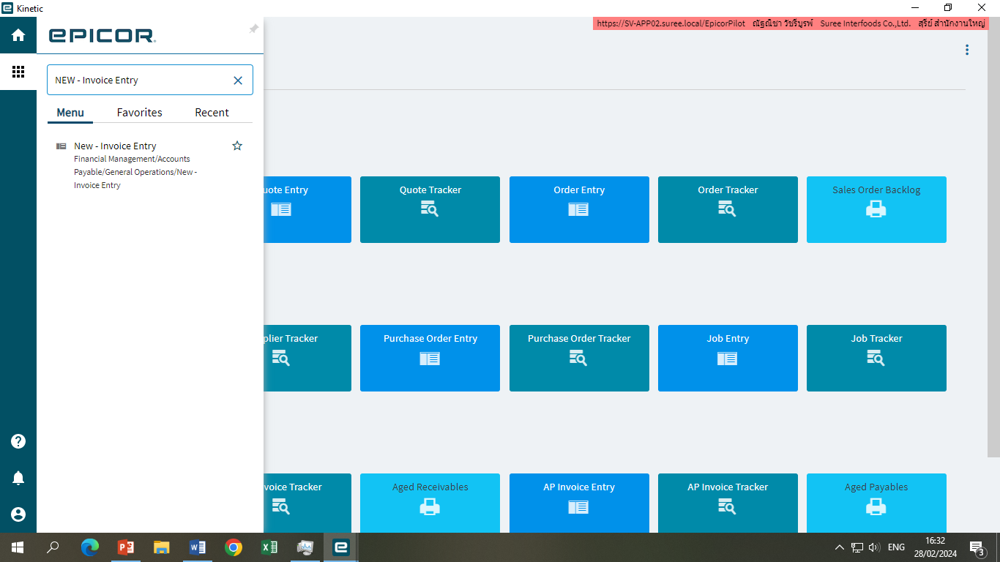 Kinetic
https://SV-APP02.suree.local/EpicorPilot ณัฐณิชา วัชรีบูรพ์ Suree Interfoods Co.,Ltd. สุรีย์ สำนักงานใหญ่
EPICOR
NEW - Invoice Entry
Menu Favorites Recent
New - Invoice Entry
Financial Management/Accounts
Payable/General Operations/New -
Invoice Entry
uote Entry Quote Tracker Order Entry Order Tracker Sales Order Backlog
plier Tracker Purchase Order Entry Purchase Order Tracker Job Entry Job Tracker
voice Tracker Aged Receivables AP Invoice Entry AP Invoice Tracker Aged Payables
ENG
16:32
28/02/2024
3